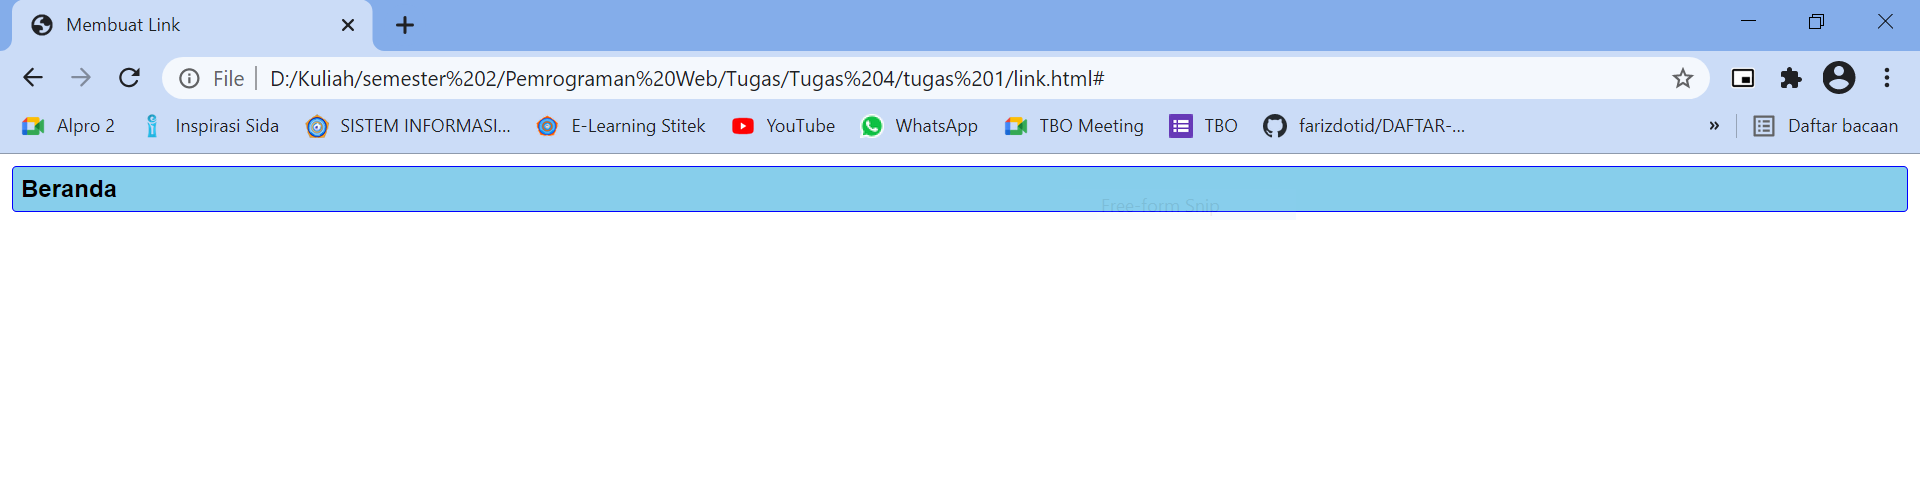 Membuat Link
File D:/Kuliah/semester%202/Pemrograman%20Web/Tugas/Tugas%204/tugas%201/link.html#
Alpro 2 Inspirasi Sida SISTEM INFORMASI... E-Learning Stitek YouTube WhatsApp TBO Meeting TBO farizdotid/DAFTAR-... » Daftar bacaan
Beranda
Free-form Snip